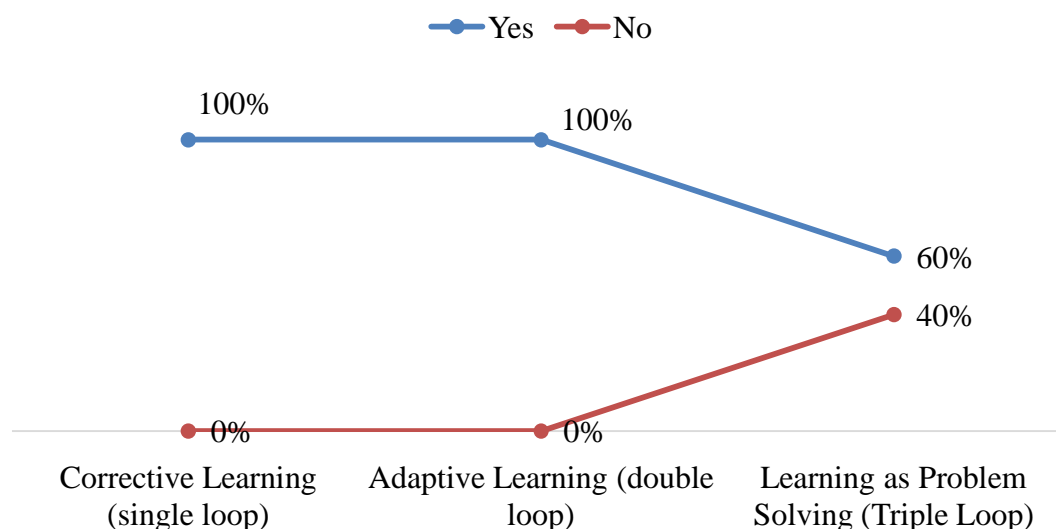 Yes No
100%
100%
60%
40%
0%
0%
Corrective Learning
(single loop)
Adaptive Learning (double
loop)
Learning as Problem
Solving (Triple Loop)